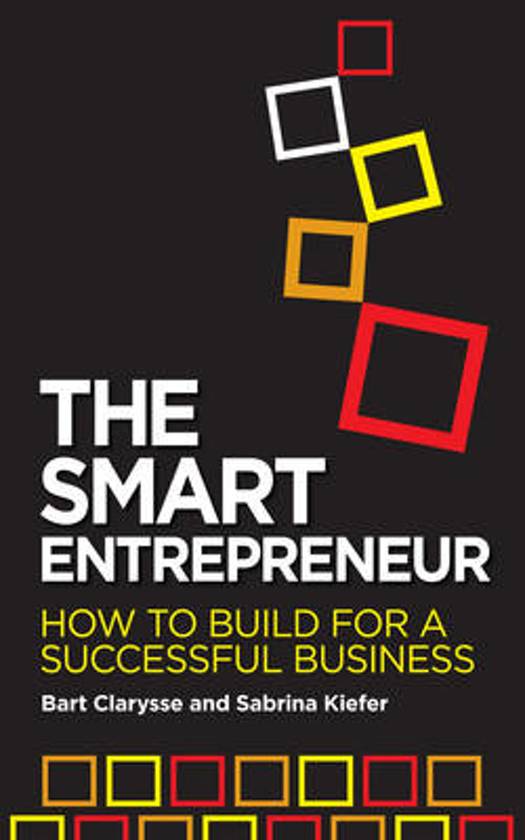 THE
SMART
ENTREPRENEUR
HOW TO BUILD FOR A
SUCCESSFUL BUSINESS
Bart Clarysse and Sabrina Kiefer